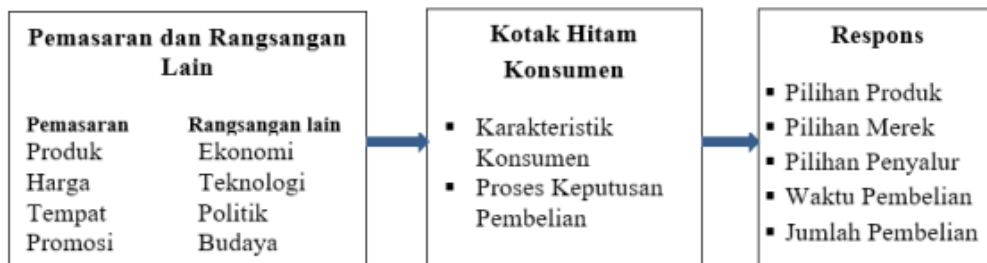 Pemasaran dan Rangsangan
Lain
Pemasaran Rangsangan lain
Produk Ekonomi
Harga Teknologi
Tempat Politik
Promosi Budaya
Kotak Hitam
Konsumen
▪ Karakteristik
Konsumen
▪ Proses Keputusan
Pembelian
Respons
▪ Pilihan Produk
▪ Pilihan Merek
▪ Pilihan Penyalur
▪ Waktu Pembelian
▪ Jumlah Pembelian